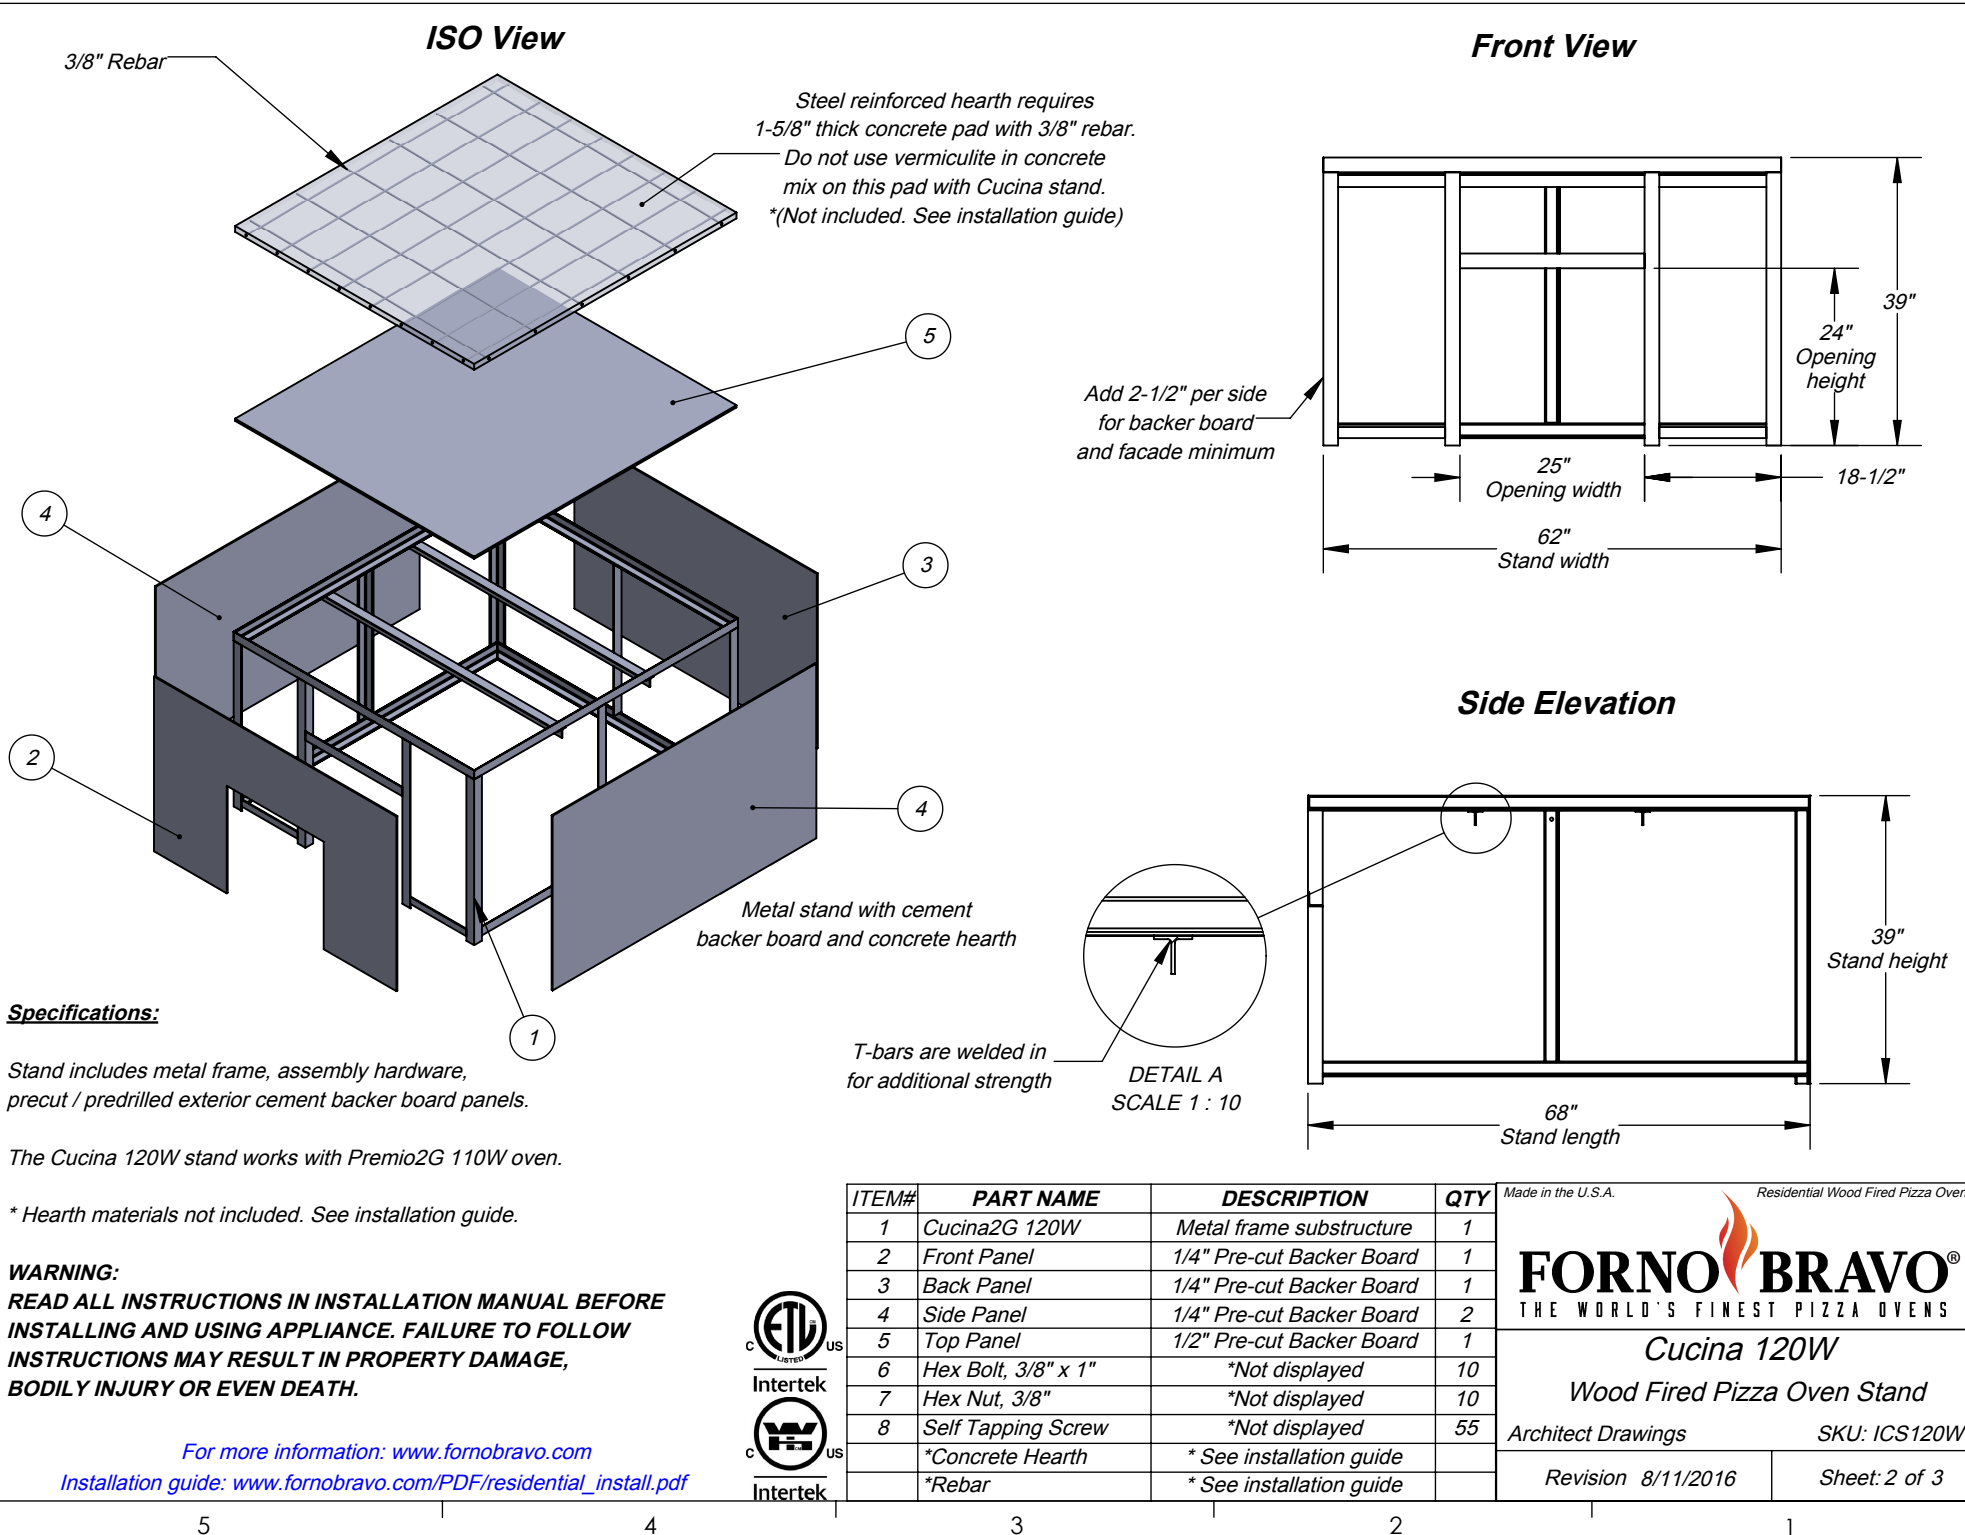 ISO View
3/8" Rebar
Steel reinforced hearth requires
1-5/8" thick concrete pad with 3/8" rebar.
Do not use vermiculite in concrete
mix on this pad with Cucina stand.
*(Not included. See installation guide)
5
4
3
2
4
1
Metal stand with cement
backer board and concrete hearth
Front View
39"
24"
Opening
height
Add 2-1/2" per side
for backer board
and facade minimum
25"
Opening width
18-1/2"
62"
Stand width
Side Elevation
39"
Stand height
T-bars are welded in
for additional strength
DETAIL A
SCALE 1 : 10
68"
Stand length
Specifications:
Stand includes metal frame, assembly hardware,
precut / predrilled exterior cement backer board panels.
The Cucina 120W stand works with Premio2G 110W oven.
* Hearth materials not included. See installation guide.
WARNING:
READ ALL INSTRUCTIONS IN INSTALLATION MANUAL BEFORE
INSTALLING AND USING APPLIANCE. FAILURE TO FOLLOW
INSTRUCTIONS MAY RESULT IN PROPERTY DAMAGE,
BODILY INJURY OR EVEN DEATH.
For more information: www.fornobravo.com
Installation guide: www.fornobravo.com/PDF/residential_install.pdf
ETL
LISTED
C US
Intertek
C US
Intertek
ITEM# PART NAME DESCRIPTION QTY
1 Cucina2G 120W Metal frame substructure 1
2 Front Panel 1/4" Pre-cut Backer Board 1
3 Back Panel 1/4" Pre-cut Backer Board 1
4 Side Panel 1/4" Pre-cut Backer Board 2
5 Top Panel 1/2" Pre-cut Backer Board 1
6 Hex Bolt, 3/8" x 1" *Not displayed 10
7 Hex Nut, 3/8" *Not displayed 10
8 Self Tapping Screw *Not displayed 55
*Concrete Hearth * See installation guide
*Rebar * See installation guide
Made in the U.S.A. Residential Wood Fired Pizza Oven
FORNO BRAVO®
THE WORLD'S FINEST PIZZA OVENS
Cucina 120W
Wood Fired Pizza Oven Stand
Architect Drawings SKU: ICS120W
Revision 8/11/2016 Sheet: 2 of 3
5 4 3 2 1